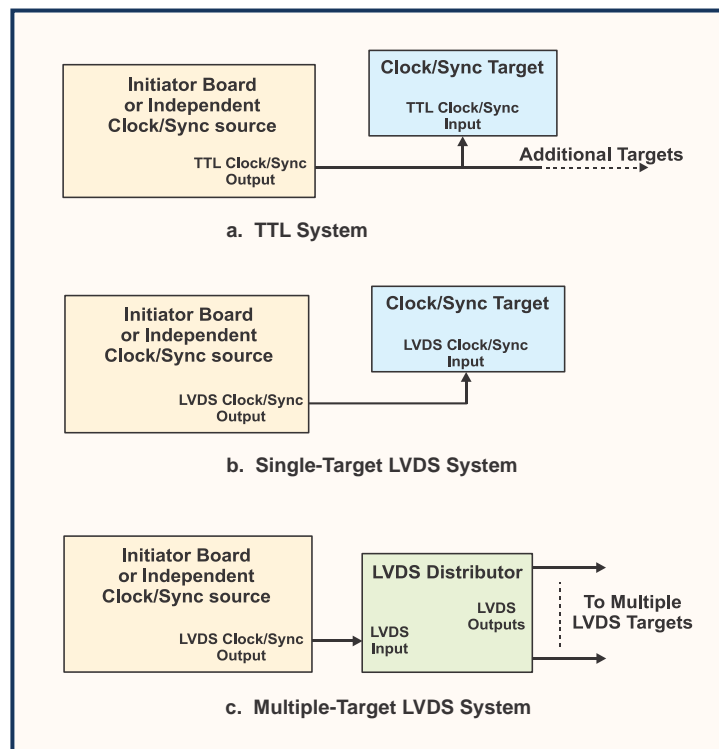 Initiator Board
or Independent
Clock/Sync source
TTL Clock/Sync
Output
Clock/Sync Target
TTL Clock/Sync
Input
Additional Targets
a. TTL System
Initiator Board
or Independent
Clock/Sync source
LVDS Clock/Sync
Output
Clock/Sync Target
LVDS Clock/Sync
Input
b. Single-Target LVDS System
Initiator Board
or Independent
Clock/Sync source
LVDS Clock/Sync
Output
LVDS Distributor
LVDS
Input
LVDS
Outputs
To Multiple
LVDS Targets
c. Multiple-Target LVDS System